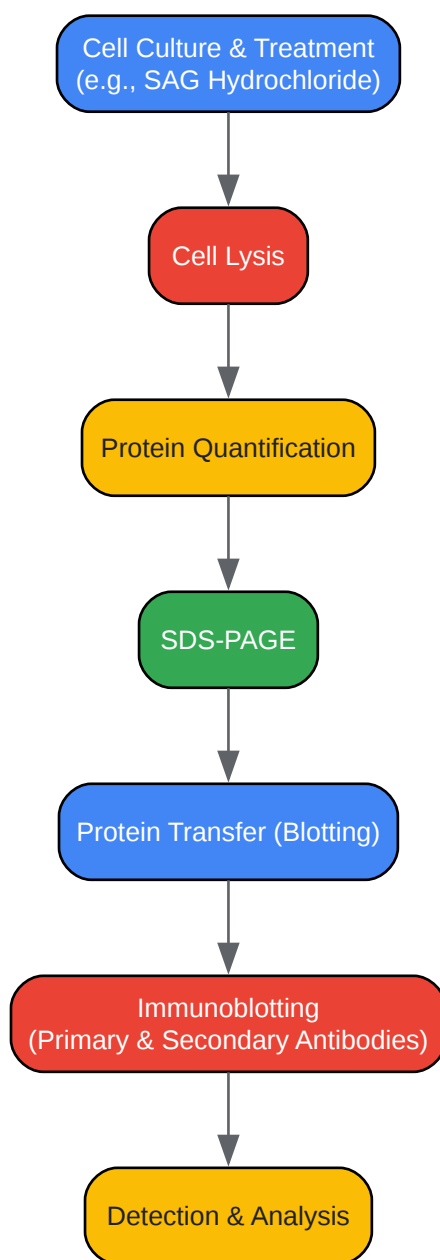 Cell Culture & Treatment
(e.g., SAG Hydrochloride)
Cell Lysis
Protein Quantification
SDS-PAGE
Protein Transfer (Blotting)
Immunoblotting
(Primary & Secondary Antibodies)
Detection & Analysis